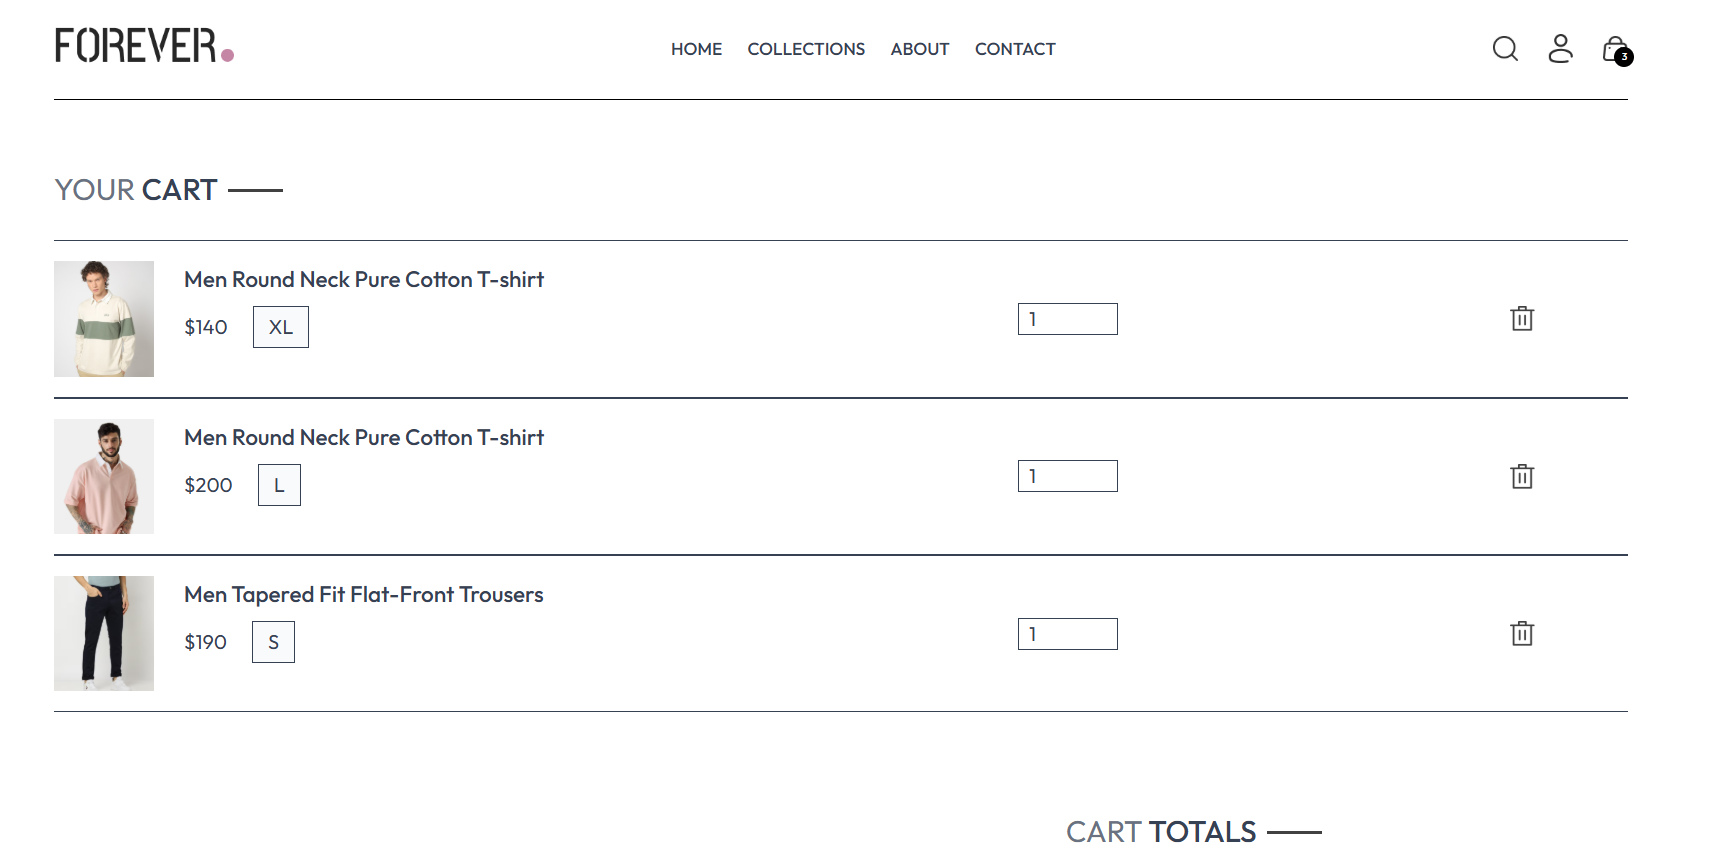 FOREVER.
HOME COLLECTIONS ABOUT CONTACT
3
YOUR CART
Men Round Neck Pure Cotton T-shirt
$140 XL
1
Men Round Neck Pure Cotton T-shirt
$200 L
1
Men Tapered Fit Flat-Front Trousers
$190 S
1
CART TOTALS